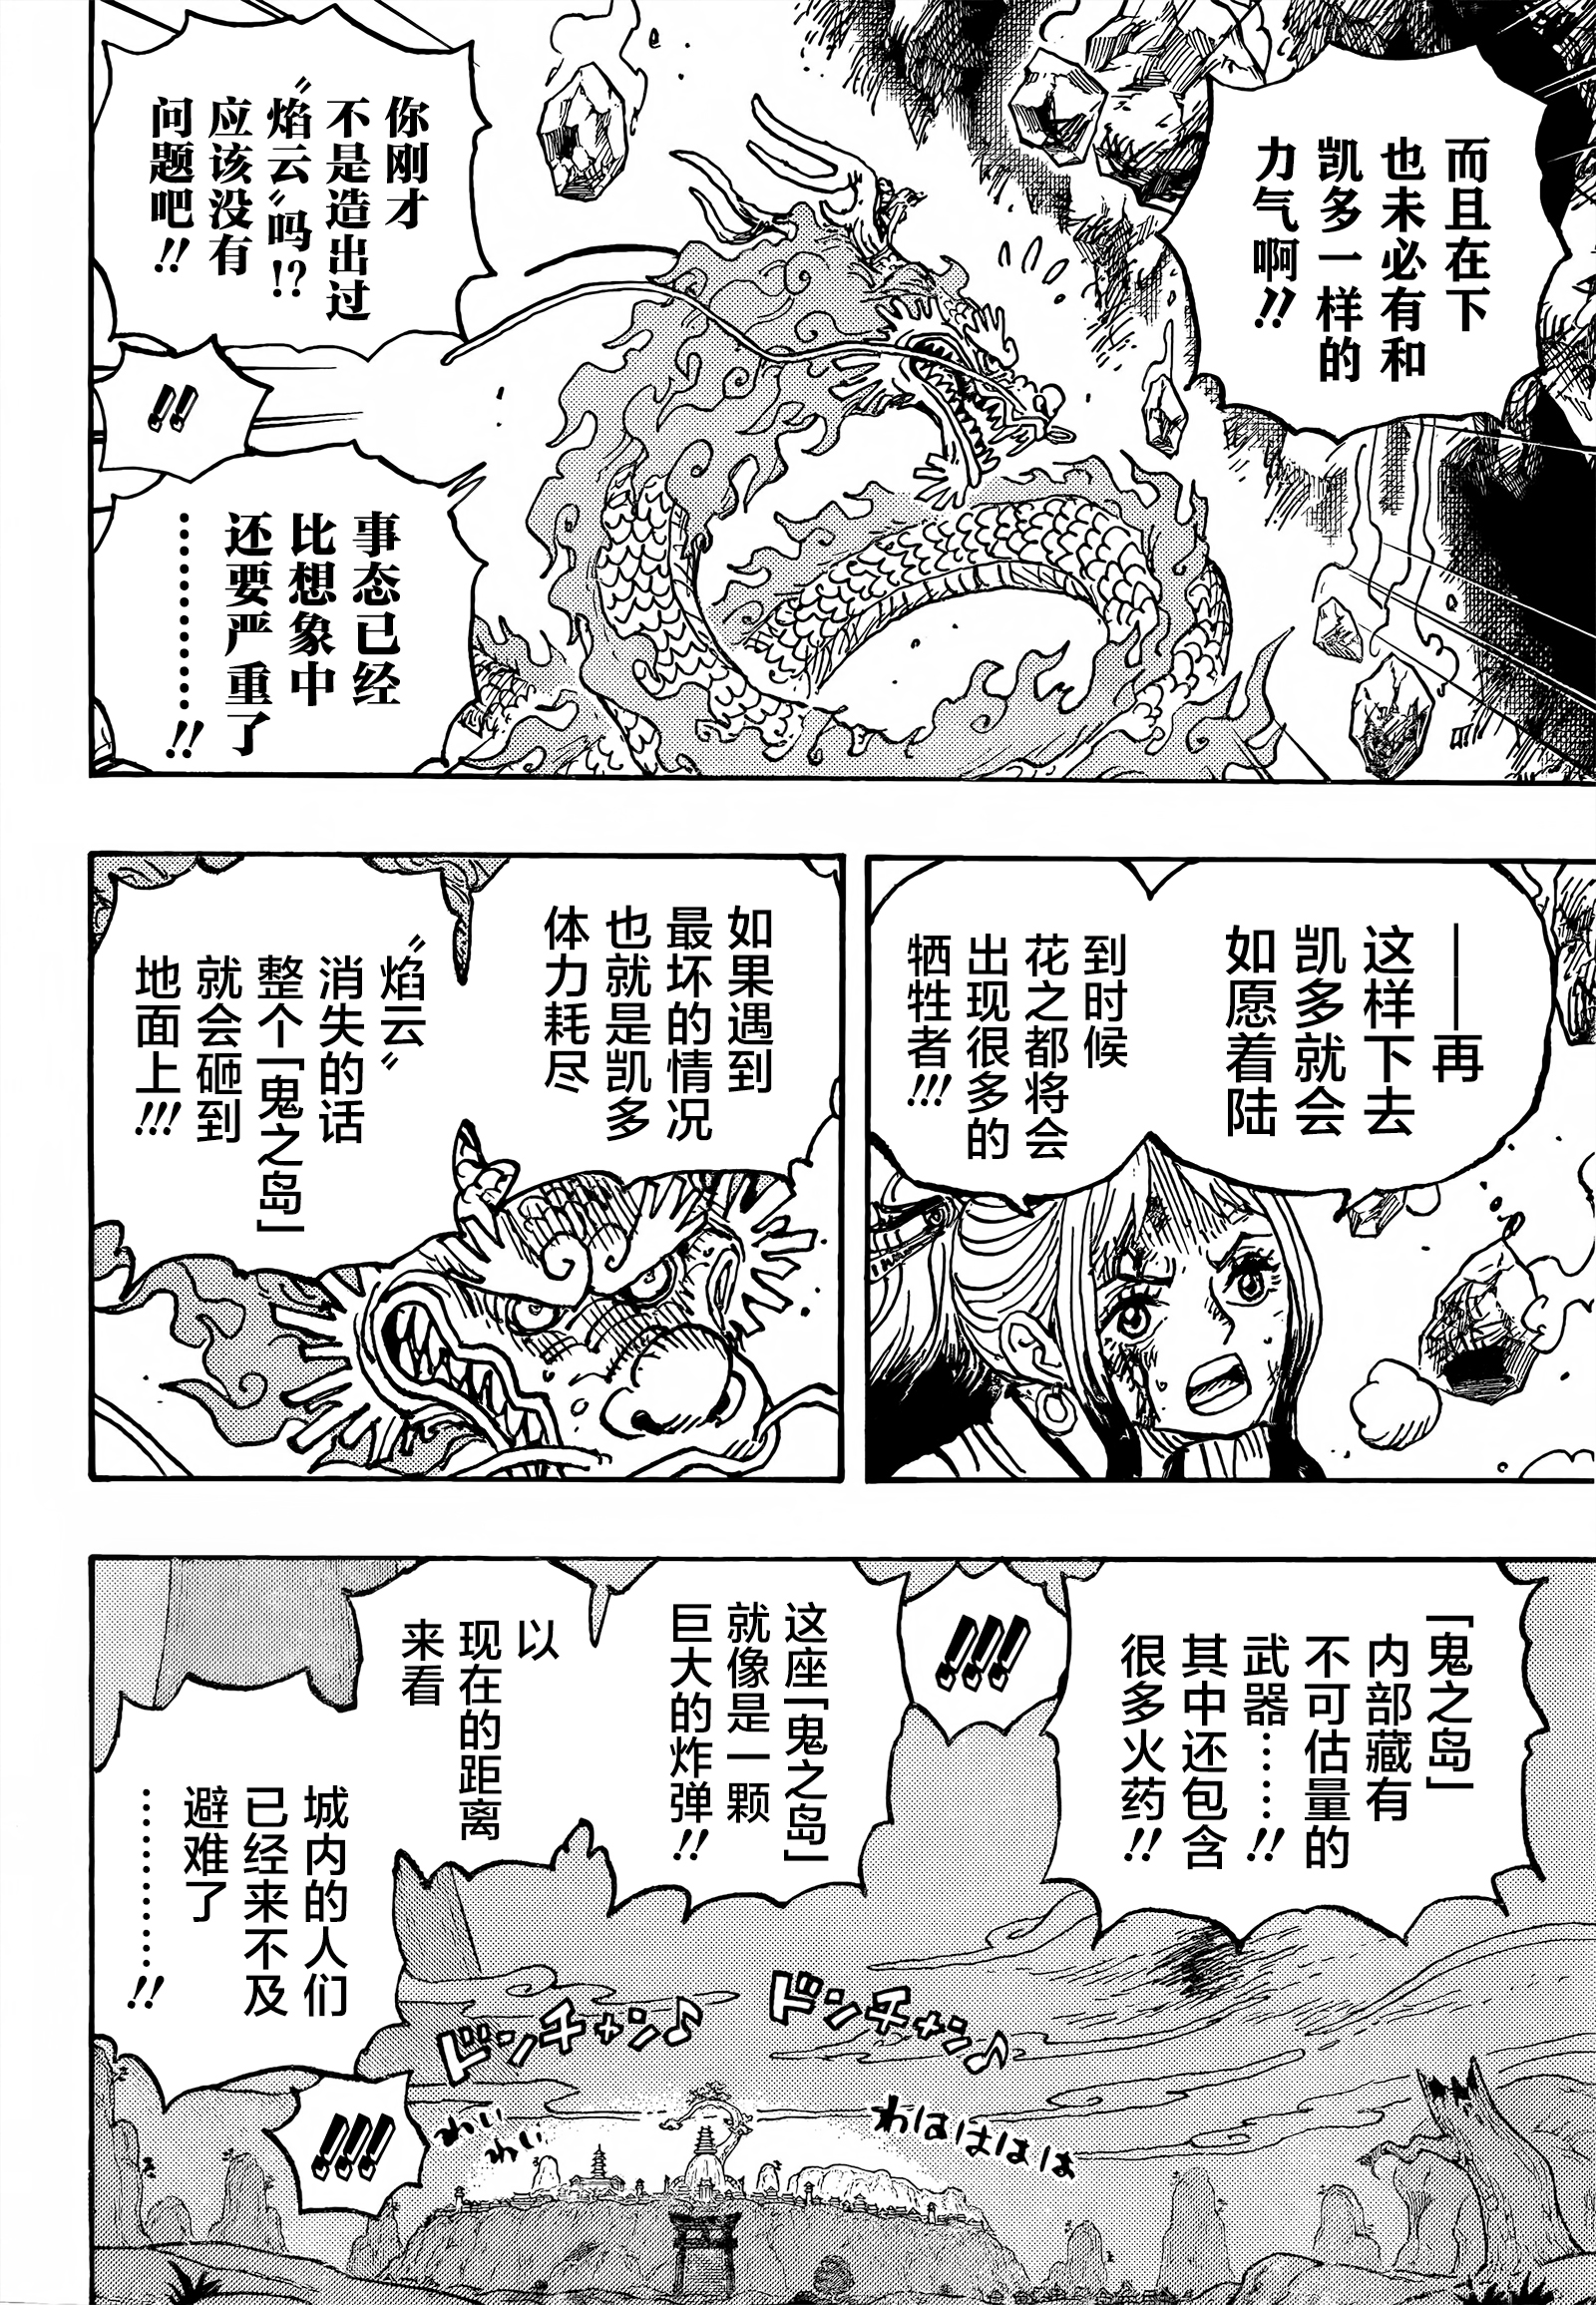 而且在下
也未必有和
凯多一样的
力气啊!!
你刚才
不是造出过
“焰云”吗!?
应该没有
问题吧!!
!!
事态已经
比想象中
还要严重了
…………!!
——再
这样下去
凯多就会
如愿着陆
到时候
花之都将会
出现很多的
牺牲者!!!
如果遇到
最坏的情况
也就是凯多
体力耗尽
“焰云”
消失的话
整个「鬼之岛」
就会砸到
地面上!!!
「鬼之岛」
内部藏有
不可估量的
武器……!!
其中还包含
很多火药!!
!!!!
这座「鬼之岛」
就像是一颗
巨大的炸弹!!
以
现在的距离
来看
城内的人们
已经来不及
避难了
…………!!
!!!!
ドンチャン♪
ドンチャン♪
わいわい
わはははは